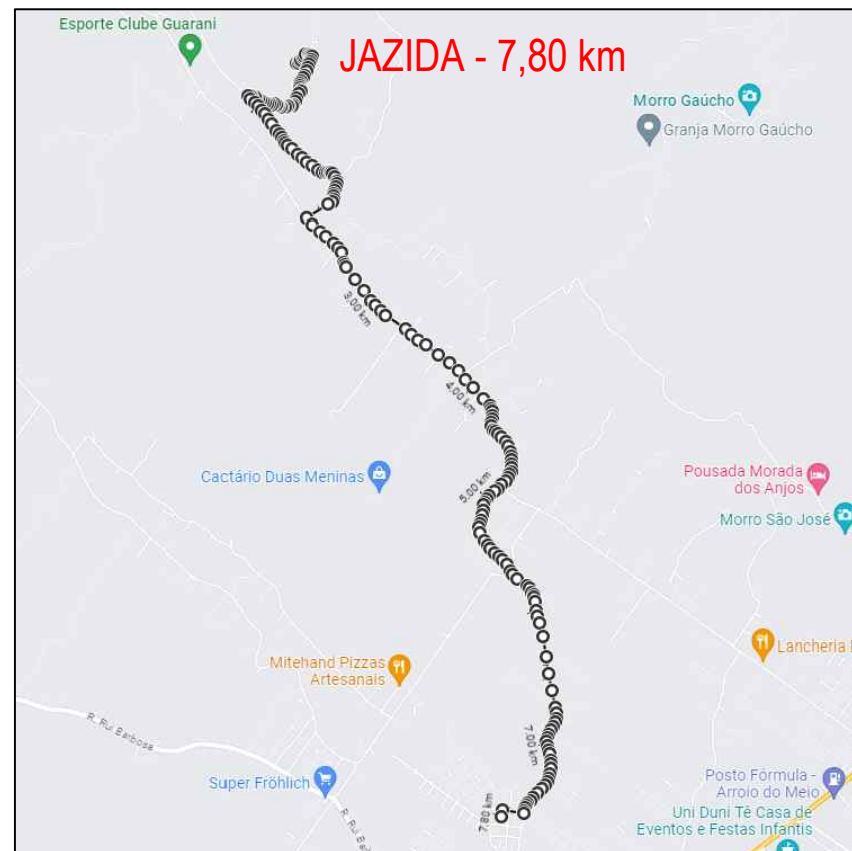 Esporte Clube Guarani
JAZIDA - 7,80 km
Morro Gaúcho
Granja Morro Gaúcho
3,00 km
4,00 km
Cactário Duas Meninas
5,00 km
Pousada Morada
dos Anjos
Morro São José
Lancheria
Mitehand Pizzas
Artesanais
R. Rui Barbosa
7,00 km
Super Fröhlich
Posto Fórmula -
Arroio do Meio
7,80 km
Uni Duni Tê Casa de
Eventos e Festas Infantis
R. Rui